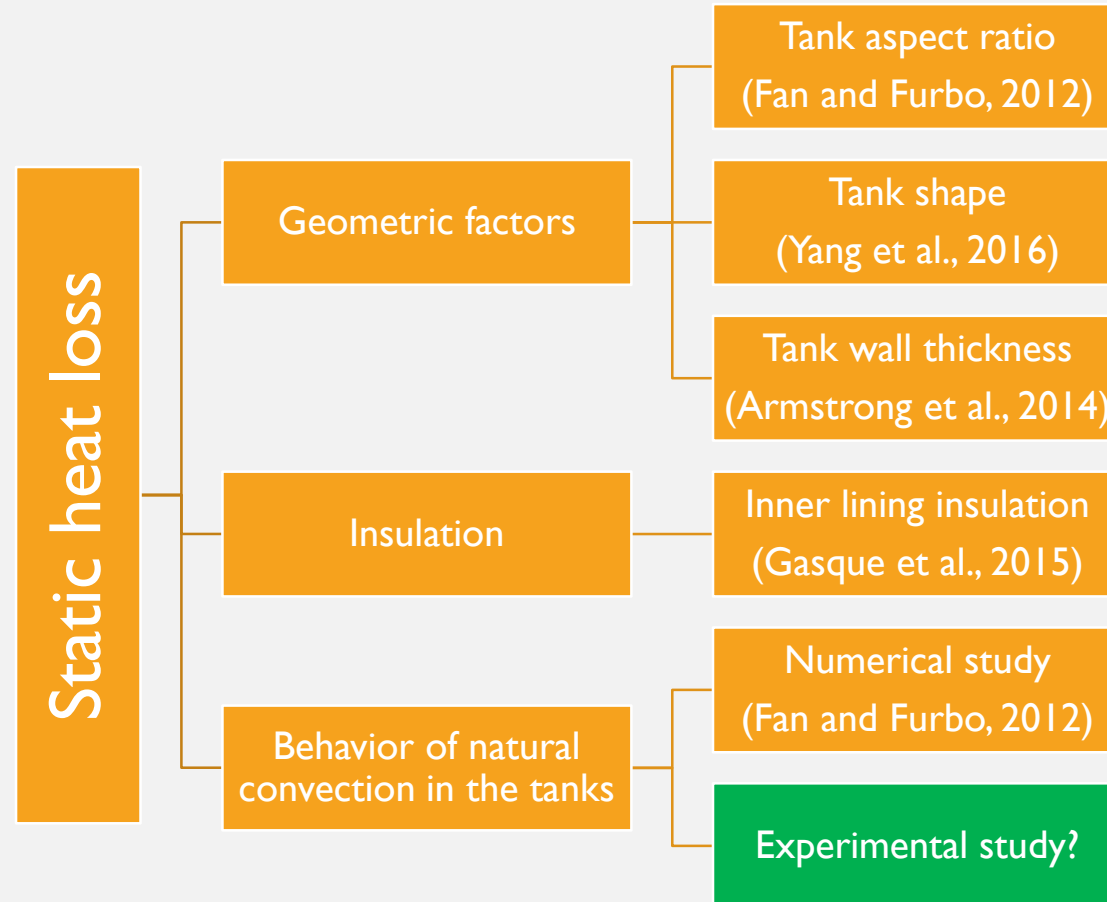 Static heat loss
Geometric factors
Tank aspect ratio
(Fan and Furbo, 2012)
Tank shape
(Yang et al., 2016)
Tank wall thickness
(Armstrong et al., 2014)
Insulation
Inner lining insulation
(Gasque et al., 2015)
Behavior of natural
convection in the tanks
Numerical study
(Fan and Furbo, 2012)
Experimental study?